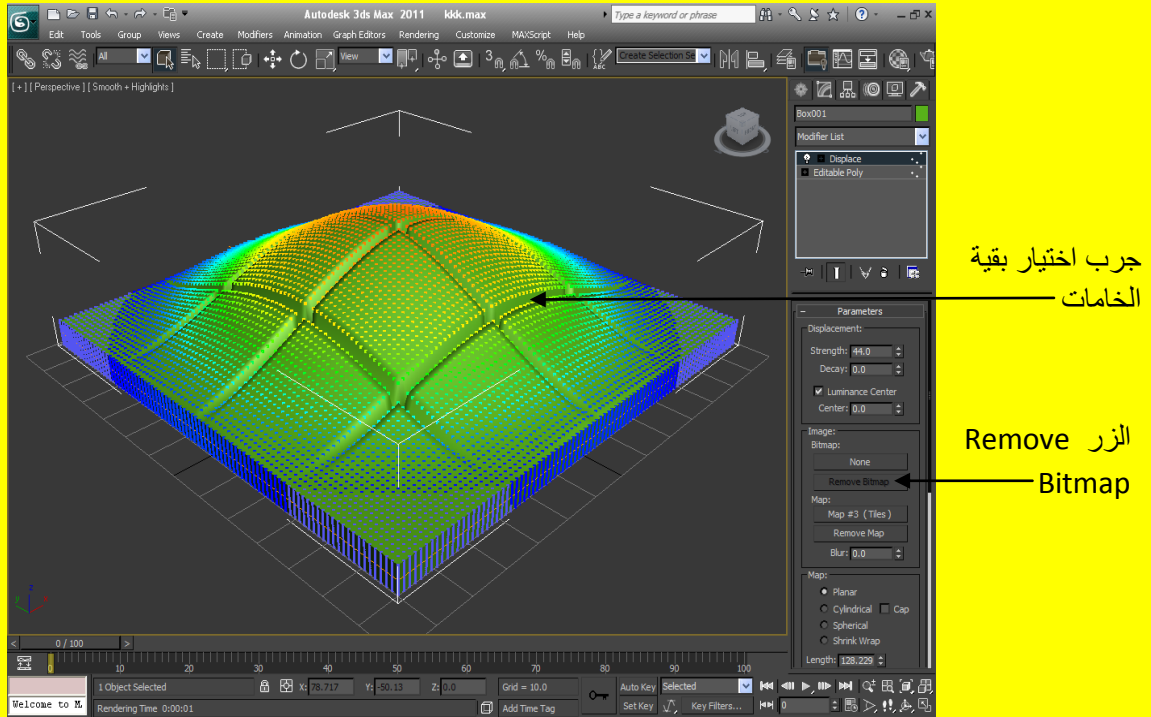 Autodesk 3ds Max 2011 kkk.max
Type a keyword or phrase
Edit Tools Group Views Create Modifiers Animation Graph Editors Rendering Customize MAXScript Help
All View 3 Create Selection Se
[ + ] [ Perspective ] [ Smooth + Highlights ]
Box001
Modifier List
Displace
Editable Poly
جرب اختيار بقية
الخامات
Parameters
Displacement:
Strength: 44.0
Decay: 0.0
Luminance Center
Center: 0.0
Image:
Bitmap:
None
Remove Bitmap
الزر Remove
Bitmap
Map:
Map #3 ( Tiles )
Remove Map
Blur: 0.0
Map:
Planar
Cylindrical Cap
Spherical
Shrink Wrap
Length: 128.229
z
y x
< 0 / 100 >
0 10 20 30 40 50 60 70 80 90 100
1 Object Selected X: 78.717 Y: -50.13 Z: 0.0 Grid = 10.0 Auto Key Selected
Welcome to M. Rendering Time 0:00:01 Add Time Tag Set Key Key Filters... 0